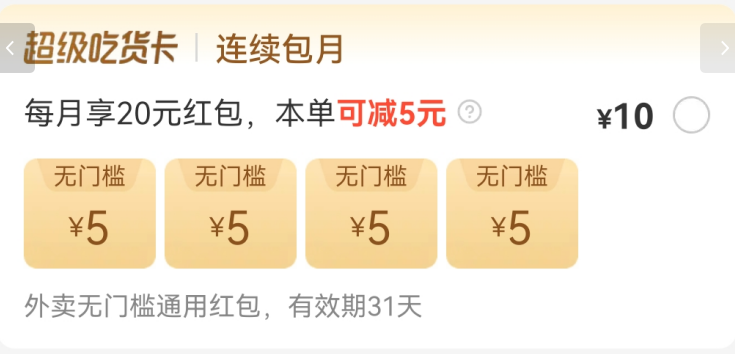 超级吃货卡 | 连续包月
每月享20元红包，本单可减5元 ? ¥10
无门槛 无门槛 无门槛 无门槛
¥5 ¥5 ¥5 ¥5
外卖无门槛通用红包，有效期31天